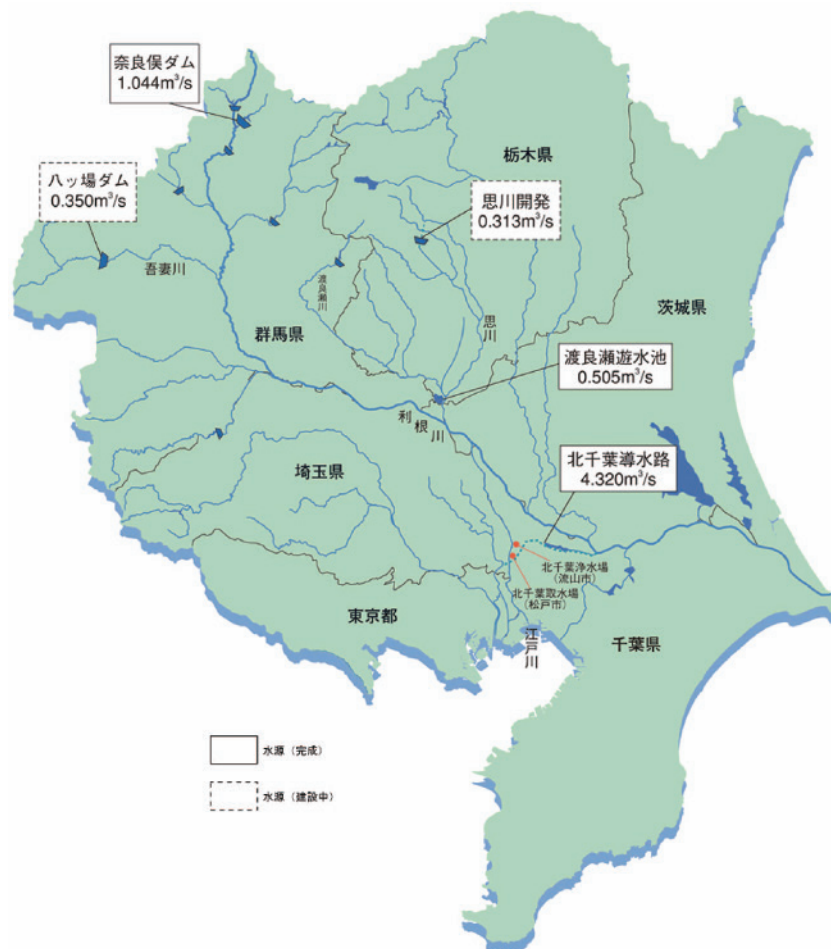 奈良俣ダム
1.044m³/s
八ッ場ダム
0.350m³/s
栃木県
思川開発
0.313m³/s
吾妻川
渡良瀬川
思川
茨城県
群馬県
渡良瀬遊水池
0.505m³/s
利根川
埼玉県
北千葉導水路
4.320m³/s
北千葉浄水場
（流山市）
北千葉取水場
（松戸市）
東京都
江戸川
千葉県
水源（完成）
水源（建設中）